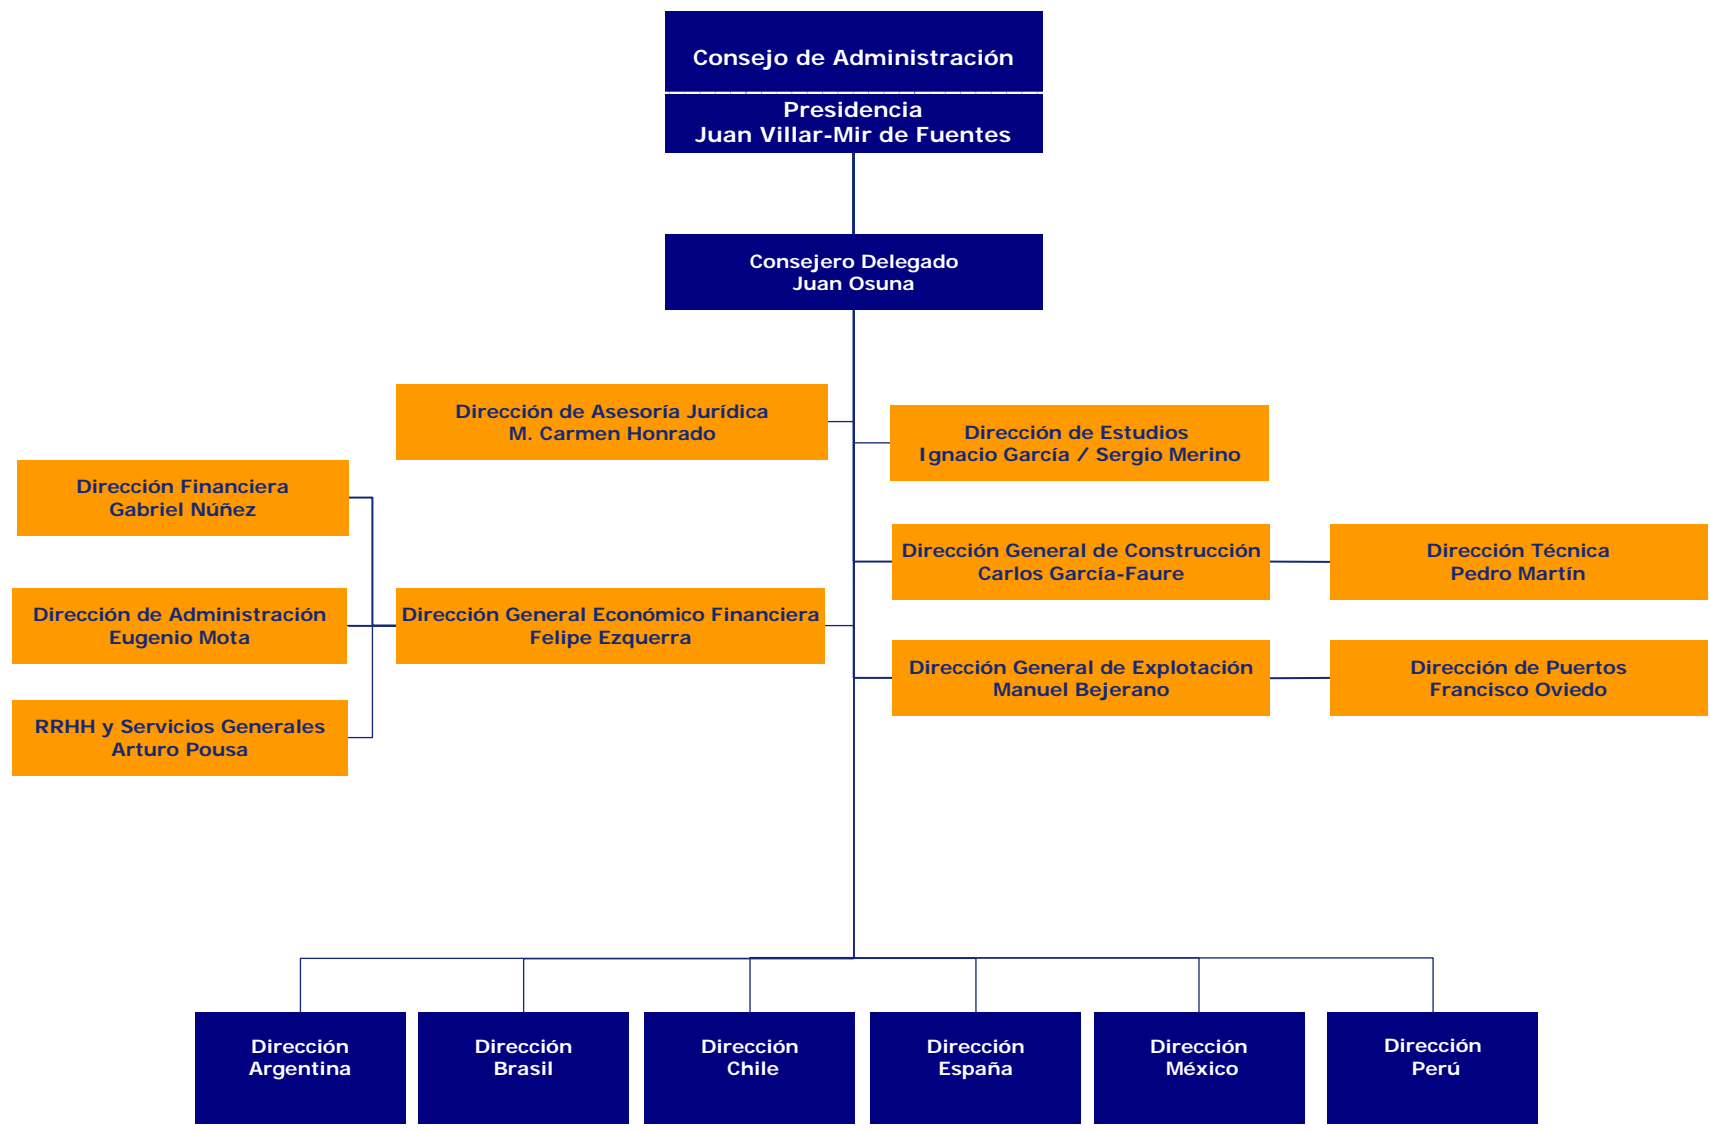 Consejo de Administración
Presidencia
Juan Villar-Mir de Fuentes
Consejero Delegado
Juan Osuna
Dirección de Asesoría Jurídica
M. Carmen Honrado
Dirección de Estudios
Ignacio García / Sergio Merino
Dirección Financiera
Gabriel Núñez
Dirección General de Construcción
Carlos García-Faure
Dirección Técnica
Pedro Martín
Dirección de Administración
Eugenio Mota
Dirección General Económico Financiera
Felipe Ezquerra
Dirección General de Explotación
Manuel Bejerano
Dirección de Puertos
Francisco Oviedo
RRHH y Servicios Generales
Arturo Pousa
Dirección
Argentina
Dirección
Brasil
Dirección
Chile
Dirección
España
Dirección
México
Dirección
Perú